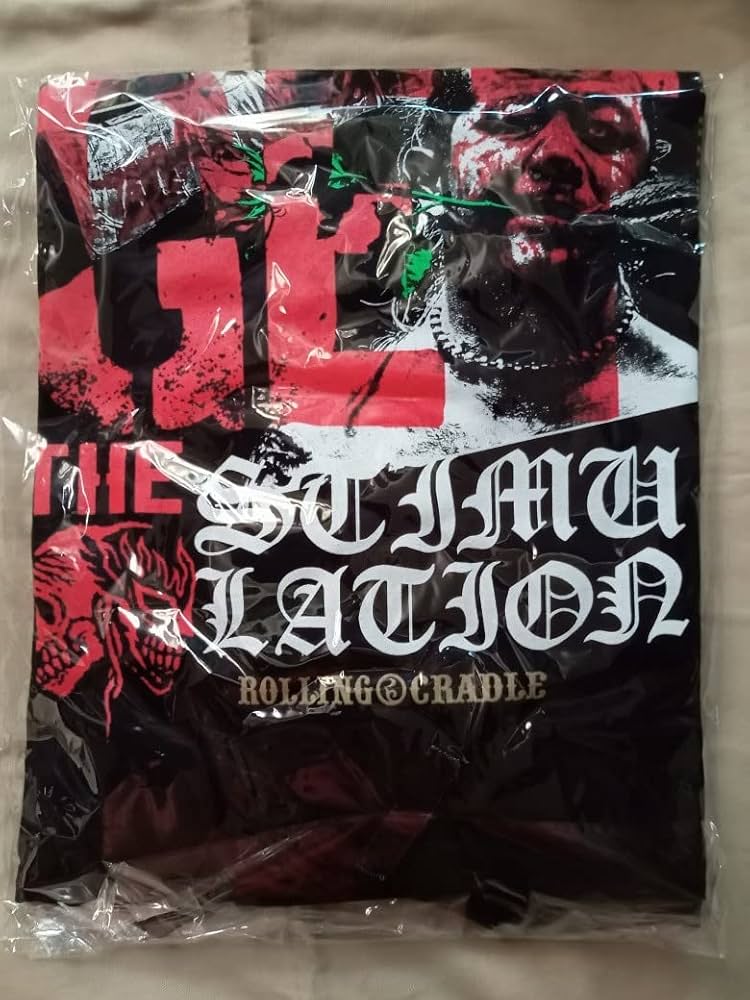 THE
STIMU
LATION
ROLLING CRADLE